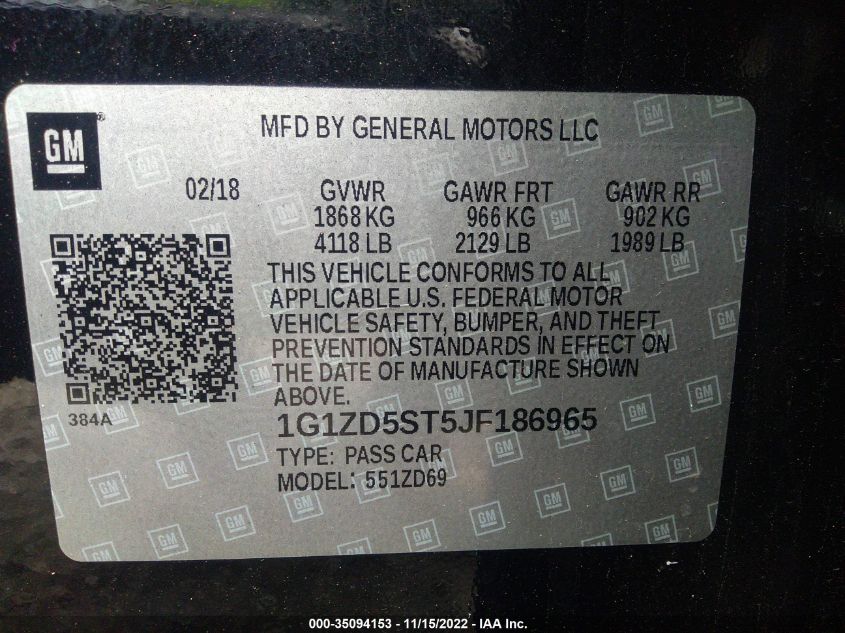 GM
MFD BY GENERAL MOTORS LLC
02/18 GVWR GAWR FRT GAWR RR
1868 KG 966 KG 902 KG
4118 LB 2129 LB 1989 LB
THIS VEHICLE CONFORMS TO ALL
APPLICABLE U.S. FEDERAL MOTOR
VEHICLE SAFETY, BUMPER, AND THEFT
PREVENTION STANDARDS IN EFFECT ON
THE DATE OF MANUFACTURE SHOWN
ABOVE.
384A
1G1ZD5ST5JF186965
TYPE: PASS CAR
MODEL: 551ZD69
000-35094153 - 11/15/2022 - IAA Inc.